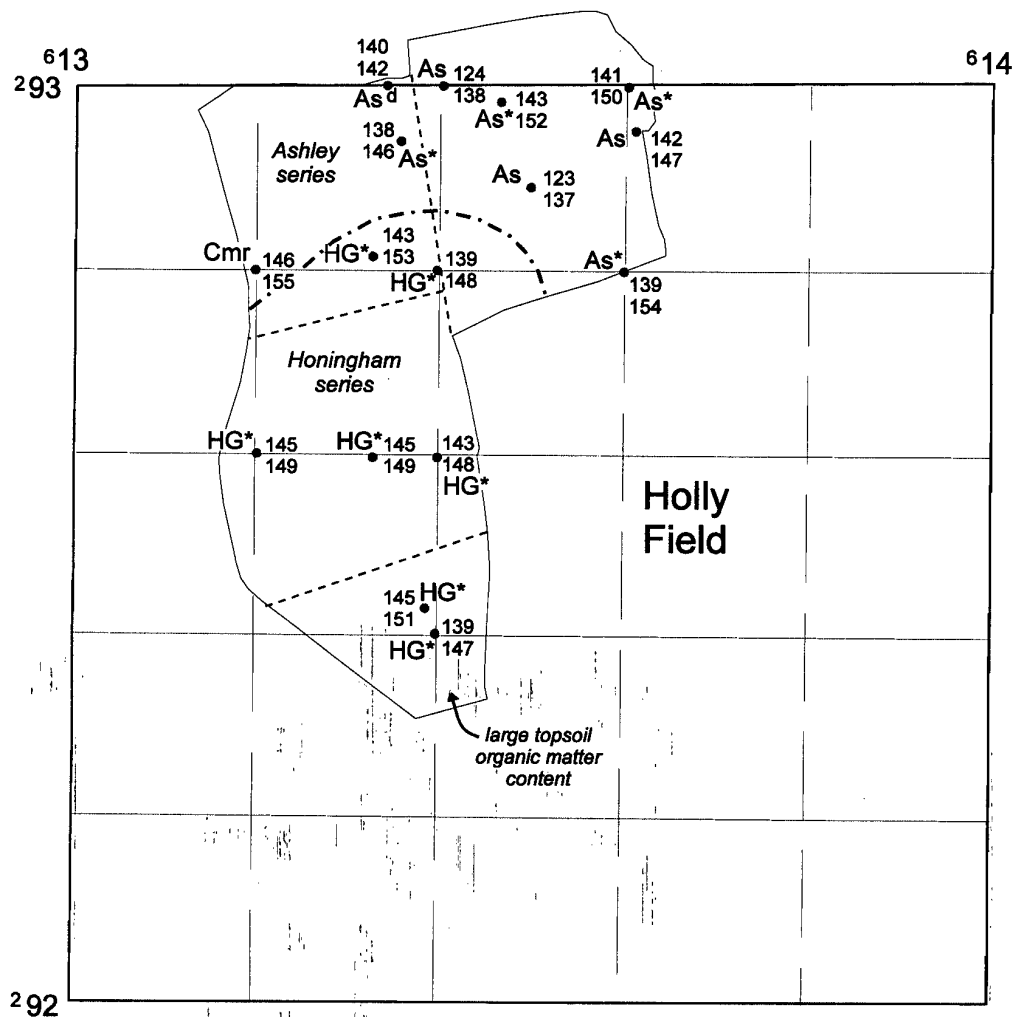 ⁶13
⁶14
²93
140
142
Asᵈ
As
124
138
143
152
As*
141
150
As*
As
142
147
138
146
As*
Ashley
series
As
123
137
Cmr
146
155
143
153
HG*
139
148
HG*
As*
139
154
Honingham
series
HG*
145
149
HG*
145
149
143
148
HG*
Holly
Field
145
151
HG*
139
147
HG*
large topsoil
organic matter
content
²92